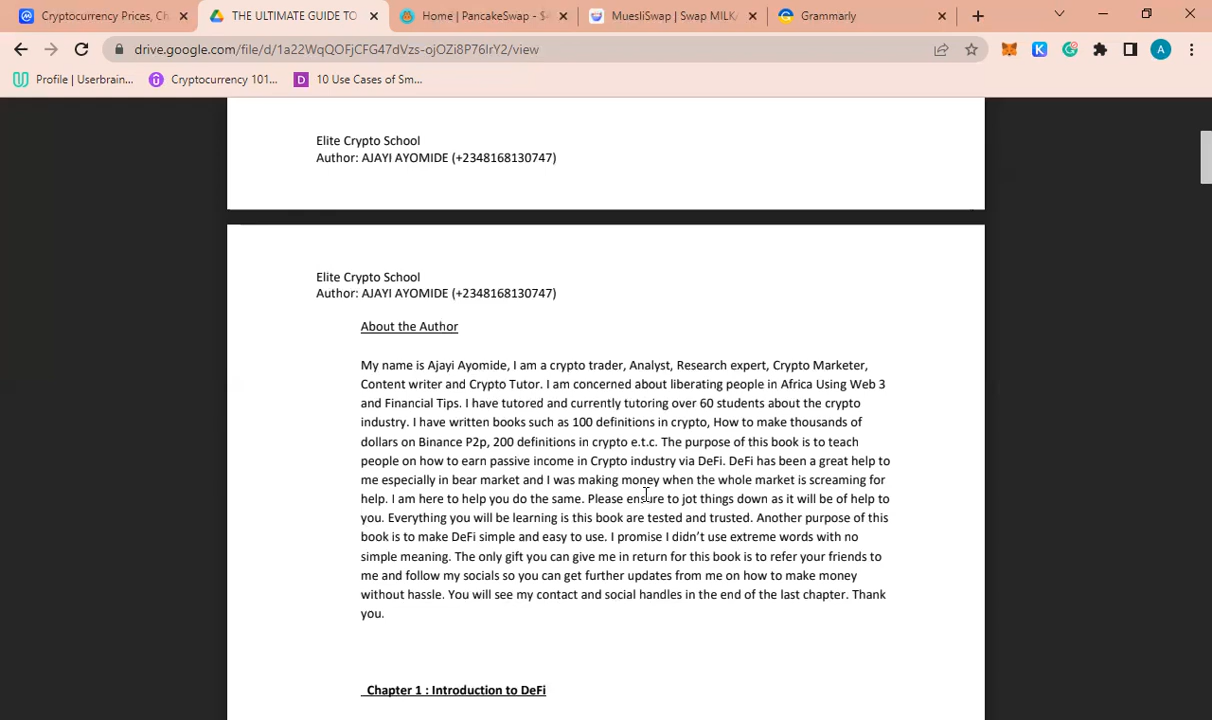 Cryptocurrency Prices, Ch
THE ULTIMATE GUIDE TO
Home | PancakeSwap - $4
MuesliSwap | Swap MILK/
Grammarly
drive.google.com/file/d/1a22WqQOFjCFG47dVzs-ojOZi8P76IrY2/view
A
Profile | Userbrain...
Cryptocurrency 101...
10 Use Cases of Sm...
Elite Crypto School
Author: AJAYI AYOMIDE (+2348168130747)
Elite Crypto School
Author: AJAYI AYOMIDE (+2348168130747)
About the Author
My name is Ajayi Ayomide, I am a crypto trader, Analyst, Research expert, Crypto Marketer,
Content writer and Crypto Tutor. I am concerned about liberating people in Africa Using Web 3
and Financial Tips. I have tutored and currently tutoring over 60 students about the crypto
industry. I have written books such as 100 definitions in crypto, How to make thousands of
dollars on Binance P2p, 200 definitions in crypto e.t.c. The purpose of this book is to teach
people on how to earn passive income in Crypto industry via DeFi. DeFi has been a great help to
me especially in bear market and I was making money when the whole market is screaming for
help. I am here to help you do the same. Please ensure to jot things down as it will be of help to
you. Everything you will be learning is this book are tested and trusted. Another purpose of this
book is to make DeFi simple and easy to use. I promise I didn't use extreme words with no
simple meaning. The only gift you can give me in return for this book is to refer your friends to
me and follow my socials so you can get further updates from me on how to make money
without hassle. You will see my contact and social handles in the end of the last chapter. Thank
you.
Chapter 1 : Introduction to DeFi